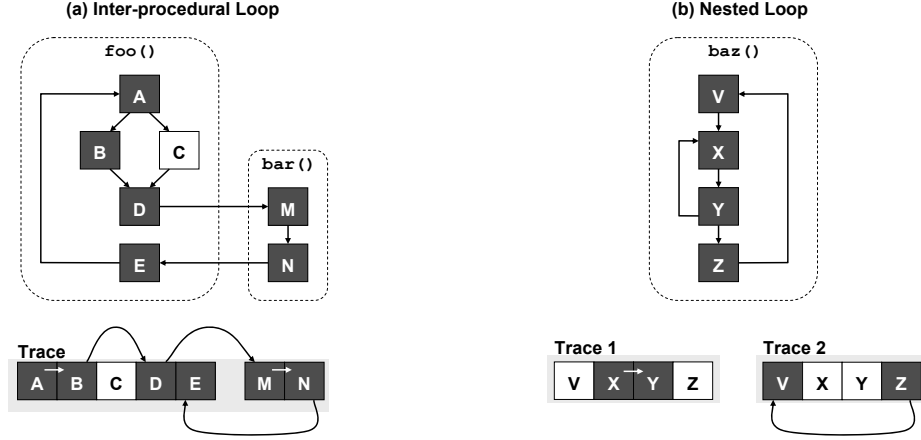 (a) Inter-procedural Loop
foo()
A
B
C
bar()
D
M
E
N
Trace
A B C D E
M N
(b) Nested Loop
baz()
V
X
Y
Z
Trace 1
V X Y Z
Trace 2
V X Y Z